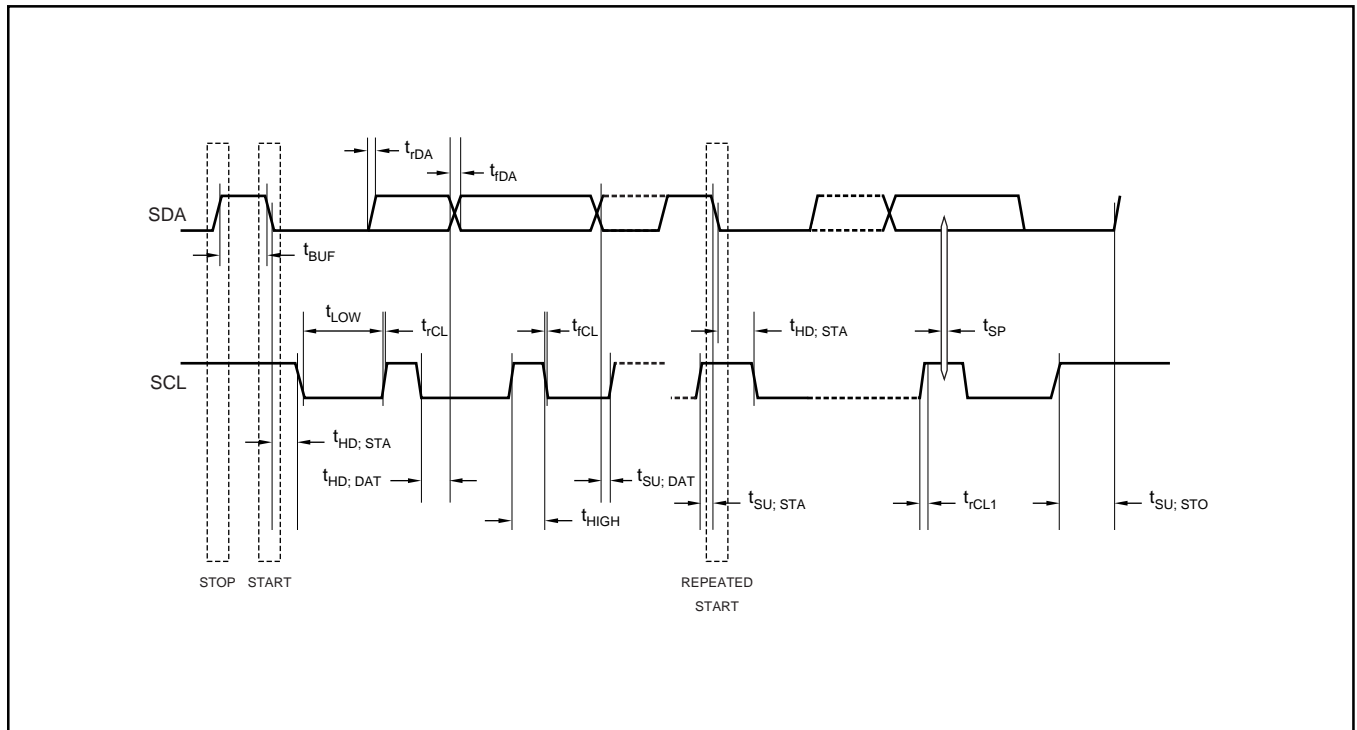 t_rDA
t_fDA
SDA
t_BUF
t_LOW
t_rCL
t_fCL
t_HD; STA
t_SP
SCL
t_HD; STA
t_HD; DAT
t_SU; DAT
t_HIGH
t_SU; STA
t_rCL1
t_SU; STO
STOP START
REPEATED
START